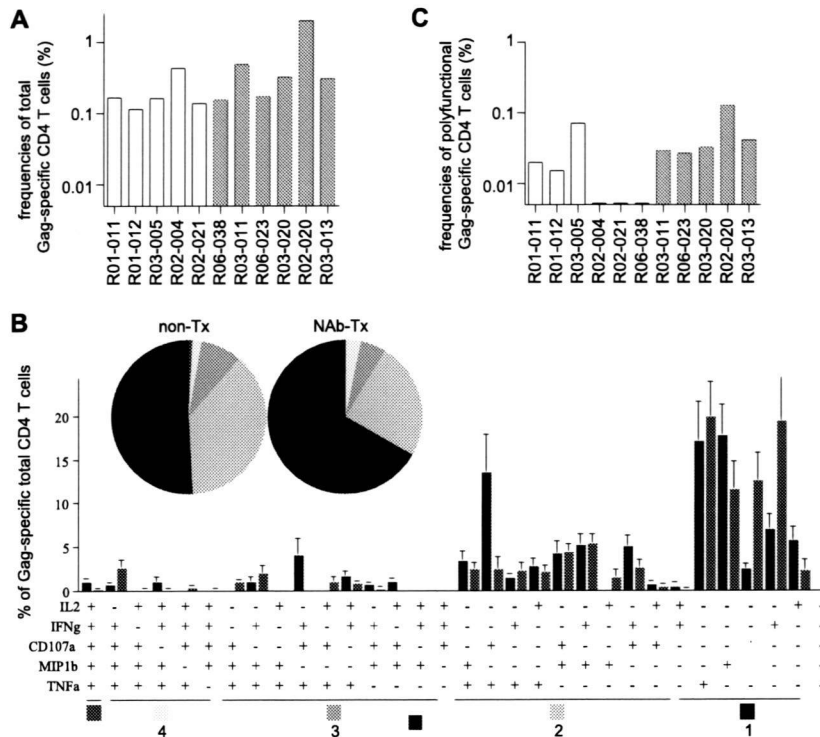 A
frequencies of total
Gag-specific CD4 T cells (%)
1
0.1
0.01
R01-011
R01-012
R03-005
R02-004
R02-021
R06-038
R03-011
R06-023
R03-020
R02-020
R03-013
C
frequencies of polyfunctional
Gag-specific CD4 T cells (%)
1
0.1
0.01
R01-011
R01-012
R03-005
R02-004
R02-021
R06-038
R03-011
R06-023
R03-020
R02-020
R03-013
B
non-Tx
NAb-Tx
% of Gag-specific total CD4 T cells
20
15
10
5
0
IL2 + - + + + + - - + - + + - + + + - - - + - - + - + + - - - - +
IFNg + + - + + + - + - + - + + - + + - - + - - + - + - + - - - + -
CD107a + + + - + + + - - + + - + + - + - + - - + - - + + - - - . - -
MIP1b + + + + - + + + + - - - + + + - + - - - + + + - - - - + - - -
TNFa + + + + + - + + + + + + - - - - + + + + - - - - - - + - - - -
4
3
2
1